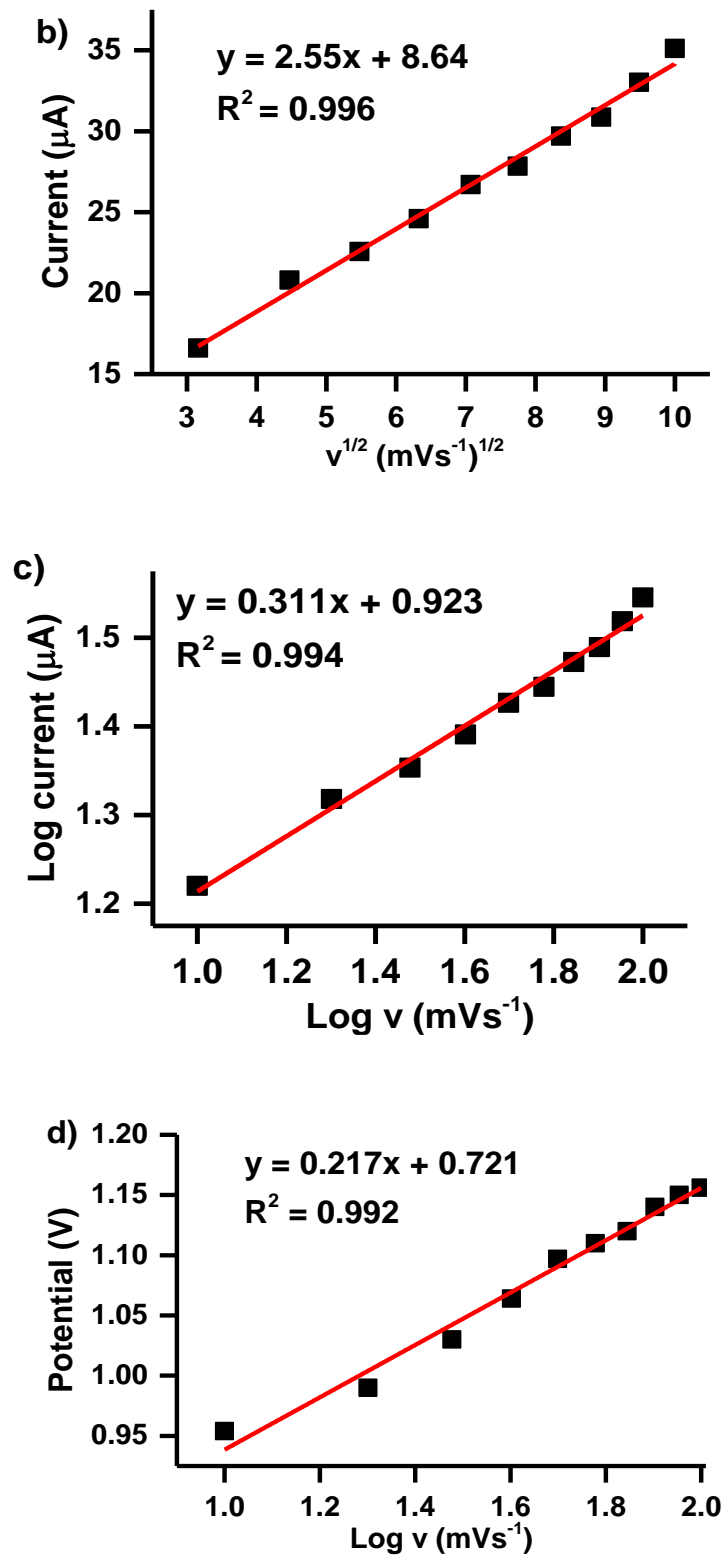 b)
y = 2.55x + 8.64
R² = 0.996
Current (μA)
35
30
25
20
15
3 4 5 6 7 8 9 10
v^1/2 (mVs⁻¹)^1/2
c)
y = 0.311x + 0.923
R² = 0.994
Log current (μA)
1.5
1.4
1.3
1.2
1.0 1.2 1.4 1.6 1.8 2.0
Log v (mVs⁻¹)
d)
y = 0.217x + 0.721
R² = 0.992
Potential (V)
1.20
1.15
1.10
1.05
1.00
0.95
1.0 1.2 1.4 1.6 1.8 2.0
Log v (mVs⁻¹)